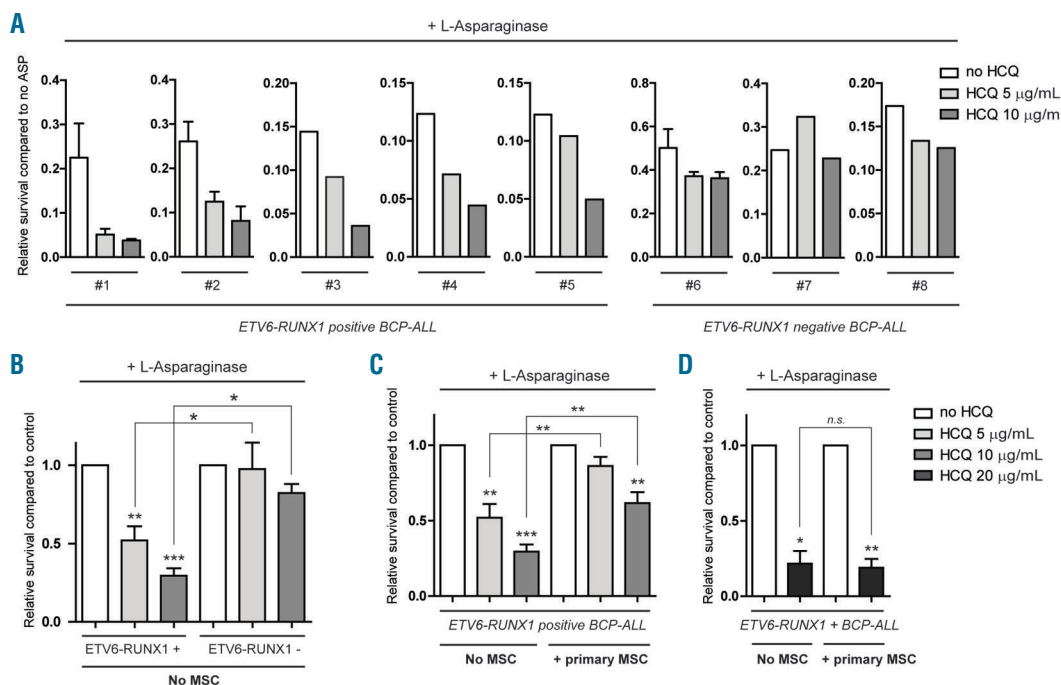 A
+ L-Asparaginase
Relative survival compared to no ASP
0.4
0.3
0.2
0.1
0.0
#1
0.4
0.3
0.2
0.1
0.0
#2
0.20
0.15
0.10
0.05
0.00
#3
0.15
0.10
0.05
0.00
#4
0.15
0.10
0.05
0.00
#5
0.8
0.6
0.4
0.2
0.0
#6
0.4
0.3
0.2
0.1
0.0
#7
0.20
0.15
0.10
0.05
0.00
#8
no HCQ
HCQ 5 µg/mL
HCQ 10 µg/m
ETV6-RUNX1 positive BCP-ALL
ETV6-RUNX1 negative BCP-ALL
B
+ L-Asparaginase
Relative survival compared to control
1.0
0.5
0.0
*
*
**
***
ETV6-RUNX1 +
ETV6-RUNX1 -
No MSC
C
+ L-Asparaginase
Relative survival compared to control
1.0
0.5
0.0
**
**
**
***
**
ETV6-RUNX1 positive BCP-ALL
No MSC
+ primary MSC
D
+ L-Asparaginase
Relative survival compared to control
1.0
0.5
0.0
n.s.
*
**
ETV6-RUNX1 + BCP-ALL
No MSC
+ primary MSC
no HCQ
HCQ 5 µg/mL
HCQ 10 µg/mL
HCQ 20 µg/mL